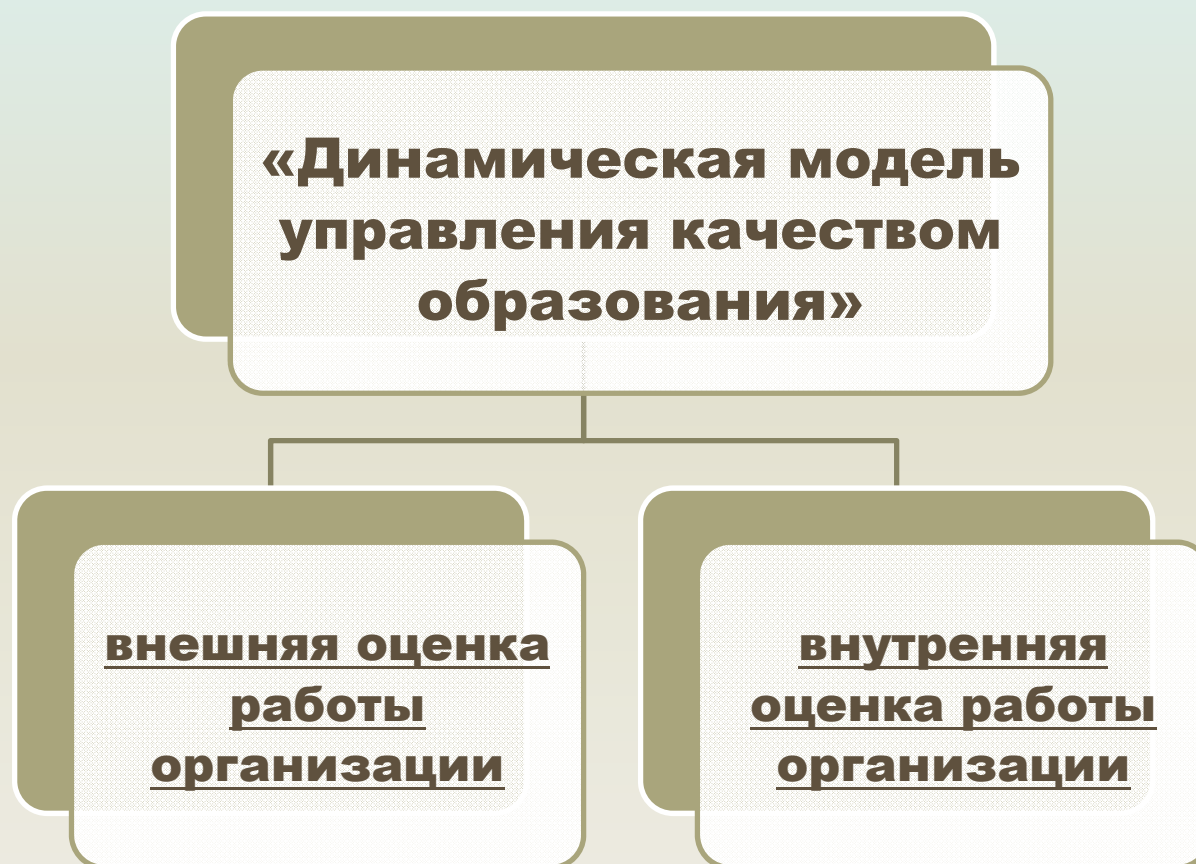 «Динамическая модель
управления качеством
образования»
внешняя оценка
работы
организации
внутренняя
оценка работы
организации